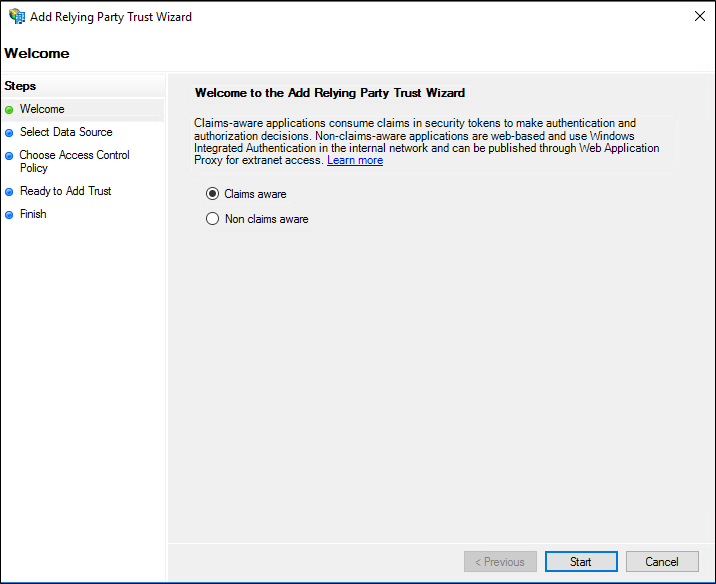 Add Relying Party Trust Wizard
Welcome
Steps
Welcome
Select Data Source
Choose Access Control
Policy
Ready to Add Trust
Finish
Welcome to the Add Relying Party Trust Wizard
Claims-aware applications consume claims in security tokens to make authentication and
authorization decisions. Non-claims-aware applications are web-based and use Windows
Integrated Authentication in the internal network and can be published through Web Application
Proxy for extranet access. Learn more
Claims aware
Non claims aware
< Previous
Start
Cancel